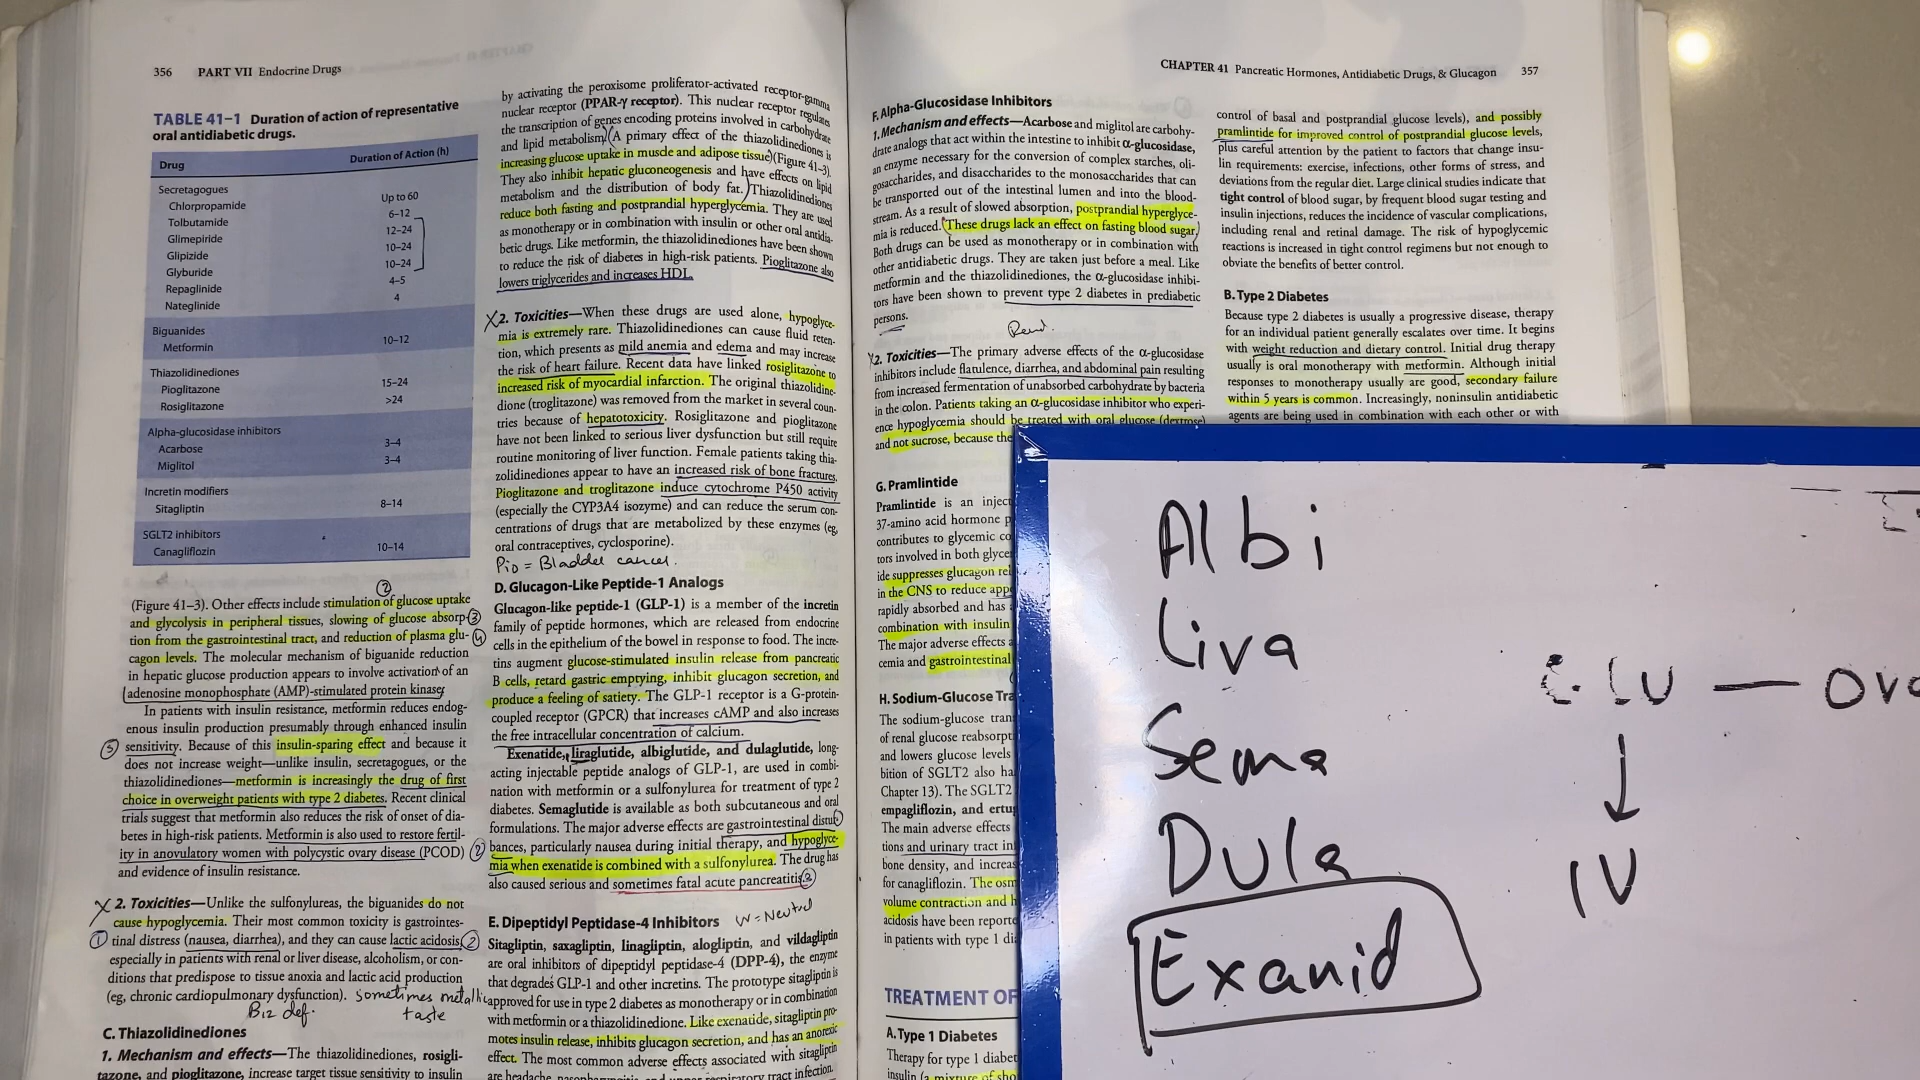 356 PART VII Endocrine Drugs
TABLE 41–1 Duration of action of representative
oral antidiabetic drugs.
Drug Duration of Action (h)
Secretagogues
Chlorpropamide Up to 60
Tolbutamide 6–12
Glimepiride 12–24
Glipizide 10–24
Glyburide 10–24
Repaglinide 4–5
Nateglinide 4
Biguanides
Metformin 10–12
Thiazolidinediones
Pioglitazone 15–24
Rosiglitazone >24
Alpha-glucosidase inhibitors
Acarbose 3–4
Miglitol 3–4
Incretin modifiers
Sitagliptin 8–14
SGLT2 inhibitors
Canagliflozin 10–14
2
(Figure 41–3). Other effects include stimulation of glucose uptake
and glycolysis in peripheral tissues, slowing of glucose absorp- 3
tion from the gastrointestinal tract, and reduction of plasma glu- 4
cagon levels. The molecular mechanism of biguanide reduction
in hepatic glucose production appears to involve activation of an
adenosine monophosphate (AMP)-stimulated protein kinase.
In patients with insulin resistance, metformin reduces endog-
enous insulin production presumably through enhanced insulin
5 sensitivity. Because of this insulin-sparing effect and because it
does not increase weight—unlike insulin, secretagogues, or the
thiazolidinediones—metformin is increasingly the drug of first
choice in overweight patients with type 2 diabetes. Recent clinical
trials suggest that metformin also reduces the risk of onset of dia-
betes in high-risk patients. Metformin is also used to restore fertil-
ity in anovulatory women with polycystic ovary disease (PCOD)
and evidence of insulin resistance.
X 2. Toxicities—Unlike the sulfonylureas, the biguanides do not
cause hypoglycemia. Their most common toxicity is gastrointes-
1 tinal distress (nausea, diarrhea), and they can cause lactic acidosis, 2
especially in patients with renal or liver disease, alcoholism, or con-
ditions that predispose to tissue anoxia and lactic acid production
(eg, chronic cardiopulmonary dysfunction). sometimes metallic
B12 def. taste
C. Thiazolidinediones
1. Mechanism and effects—The thiazolidinediones, rosigli-
tazone, and pioglitazone, increase target tissue sensitivity to insulin
by activating the peroxisome proliferator-activated receptor-gamma
nuclear receptor (PPAR-γ receptor). This nuclear receptor regulates
the transcription of genes encoding proteins involved in carbohydrate
and lipid metabolism. (A primary effect of the thiazolidinediones is
increasing glucose uptake in muscle and adipose tissue) (Figure 41–3).
They also inhibit hepatic gluconeogenesis and have effects on lipid
metabolism and the distribution of body fat. Thiazolidinediones
reduce both fasting and postprandial hyperglycemia. They are used
as monotherapy or in combination with insulin or other oral antidia-
betic drugs. Like metformin, the thiazolidinediones have been shown
to reduce the risk of diabetes in high-risk patients. Pioglitazone also
lowers triglycerides and increases HDL.
X 2. Toxicities—When these drugs are used alone, hypoglyce-
mia is extremely rare. Thiazolidinediones can cause fluid reten-
tion, which presents as mild anemia and edema and may increase
the risk of heart failure. Recent data have linked rosiglitazone to
increased risk of myocardial infarction. The original thiazolidine-
dione (troglitazone) was removed from the market in several coun-
tries because of hepatotoxicity. Rosiglitazone and pioglitazone
have not been linked to serious liver dysfunction but still require
routine monitoring of liver function. Female patients taking thia-
zolidinediones appear to have an increased risk of bone fractures.
Pioglitazone and troglitazone induce cytochrome P450 activity
(especially the CYP3A4 isozyme) and can reduce the serum con-
centrations of drugs that are metabolized by these enzymes (eg,
oral contraceptives, cyclosporine).
Pio = Bladder cancer.
D. Glucagon-Like Peptide-1 Analogs
Glucagon-like peptide-1 (GLP-1) is a member of the incretin
family of peptide hormones, which are released from endocrine
cells in the epithelium of the bowel in response to food. The incre-
tins augment glucose-stimulated insulin release from pancreatic
B cells, retard gastric emptying, inhibit glucagon secretion, and
produce a feeling of satiety. The GLP-1 receptor is a G-protein-
coupled receptor (GPCR) that increases cAMP and also increases
the free intracellular concentration of calcium.
Exenatide, liraglutide, albiglutide, and dulaglutide, long-
acting injectable peptide analogs of GLP-1, are used in combi-
nation with metformin or a sulfonylurea for treatment of type 2
diabetes. Semaglutide is available as both subcutaneous and oral
formulations. The major adverse effects are gastrointestinal distur-
2 bances, particularly nausea during initial therapy, and hypoglyce-
mia when exenatide is combined with a sulfonylurea. The drug has
also caused serious and sometimes fatal acute pancreatitis.
E. Dipeptidyl Peptidase-4 Inhibitors W = Neutral
Sitagliptin, saxagliptin, linagliptin, alogliptin, and vildagliptin
are oral inhibitors of dipeptidyl peptidase-4 (DPP-4), the enzyme
that degrades GLP-1 and other incretins. The prototype sitagliptin is
approved for use in type 2 diabetes as monotherapy or in combination
with metformin or a thiazolidinedione. Like exenatide, sitagliptin pro-
motes insulin release, inhibits glucagon secretion, and has an anorexic
effect. The most common adverse effects associated with sitagliptin
are headache, nasopharyngitis, and upper respiratory tract infection.
CHAPTER 41 Pancreatic Hormones, Antidiabetic Drugs, & Glucagon 357
F. Alpha-Glucosidase Inhibitors
1. Mechanism and effects—Acarbose and miglitol are carbohy-
drate analogs that act within the intestine to inhibit α-glucosidase,
an enzyme necessary for the conversion of complex starches, oli-
gosaccharides, and disaccharides to the monosaccharides that can
be transported out of the intestinal lumen and into the blood-
stream. As a result of slowed absorption, postprandial hyperglyce-
mia is reduced. (These drugs lack an effect on fasting blood sugar.)
Both drugs can be used as monotherapy or in combination with
other antidiabetic drugs. They are taken just before a meal. Like
metformin and the thiazolidinediones, the α-glucosidase inhibi-
tors have been shown to prevent type 2 diabetes in prediabetic
persons.
X 2. Toxicities—The primary adverse effects of the α-glucosidase
inhibitors include flatulence, diarrhea, and abdominal pain resulting
from increased fermentation of unabsorbed carbohydrate by bacteria
in the colon. Patients taking an α-glucosidase inhibitor who experi-
ence hypoglycemia should be treated with oral glucose (dextrose)
and not sucrose, because the
G. Pramlintide
Pramlintide is an inject
37-amino acid hormone p
contributes to glycemic co
tors involved in both glyce
ide suppresses glucagon rel
in the CNS to reduce appe
rapidly absorbed and has
combination with insulin
The major adverse effects a
cemia and gastrointestinal
H. Sodium-Glucose Tra
The sodium-glucose tran
of renal glucose reabsorpt
and lowers glucose levels
bition of SGLT2 also ha
Chapter 13). The SGLT2
empagliflozin, and ertu
The main adverse effects
tions and urinary tract in
bone density, and increas
for canagliflozin. The osm
volume contraction and h
acidosis have been reporte
in patients with type 1 di
TREATMENT OF
A. Type 1 Diabetes
Therapy for type 1 diabet
insulin (a mixture of sho
control of basal and postprandial glucose levels), and possibly
pramlintide for improved control of postprandial glucose levels,
plus careful attention by the patient to factors that change insu-
lin requirements: exercise, infections, other forms of stress, and
deviations from the regular diet. Large clinical studies indicate that
tight control of blood sugar, by frequent blood sugar testing and
insulin injections, reduces the incidence of vascular complications,
including renal and retinal damage. The risk of hypoglycemic
reactions is increased in tight control regimens but not enough to
obviate the benefits of better control.
B. Type 2 Diabetes
Because type 2 diabetes is usually a progressive disease, therapy
for an individual patient generally escalates over time. It begins
with weight reduction and dietary control. Initial drug therapy
usually is oral monotherapy with metformin. Although initial
responses to monotherapy usually are good, secondary failure
within 5 years is common. Increasingly, noninsulin antidiabetic
agents are being used in combination with each other or with
Albi
Liva
Sema
Dula
Exanid
IV